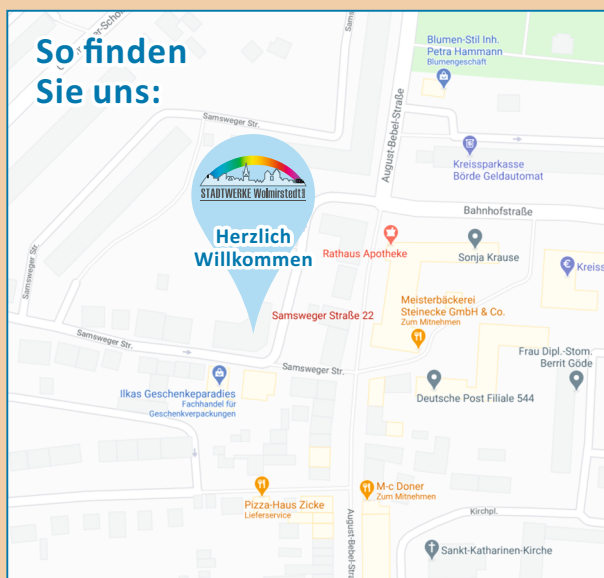 So finden
Sie uns:
Samsweger Str.
August-Bebel-Straße
Blumen-Stil Inh.
Petra Hammann
Blumengeschäft
Kreissparkasse
Börde Geldautomat
STADTWERKE Wolmirstedt
Herzlich
Willkommen
Bahnhofstraße
Rathaus Apotheke
Sonja Krause
Kreiss
Meisterbäckerei
Steinecke GmbH & Co.
Zum Mitnehmen
Samsweger Straße 22
Samsweger Str.
Samsweger Str.
Frau Dipl.-Stom.
Berrit Göde
Ilkas Geschenkeparadies
Fachhandel für
Geschenkverpackungen
Deutsche Post Filiale 544
Pizza-Haus Zicke
Lieferservice
M-c Doner
Zum Mitnehmen
August-Bebel-Stra
Kirchpl.
Sankt-Katharinen-Kirche